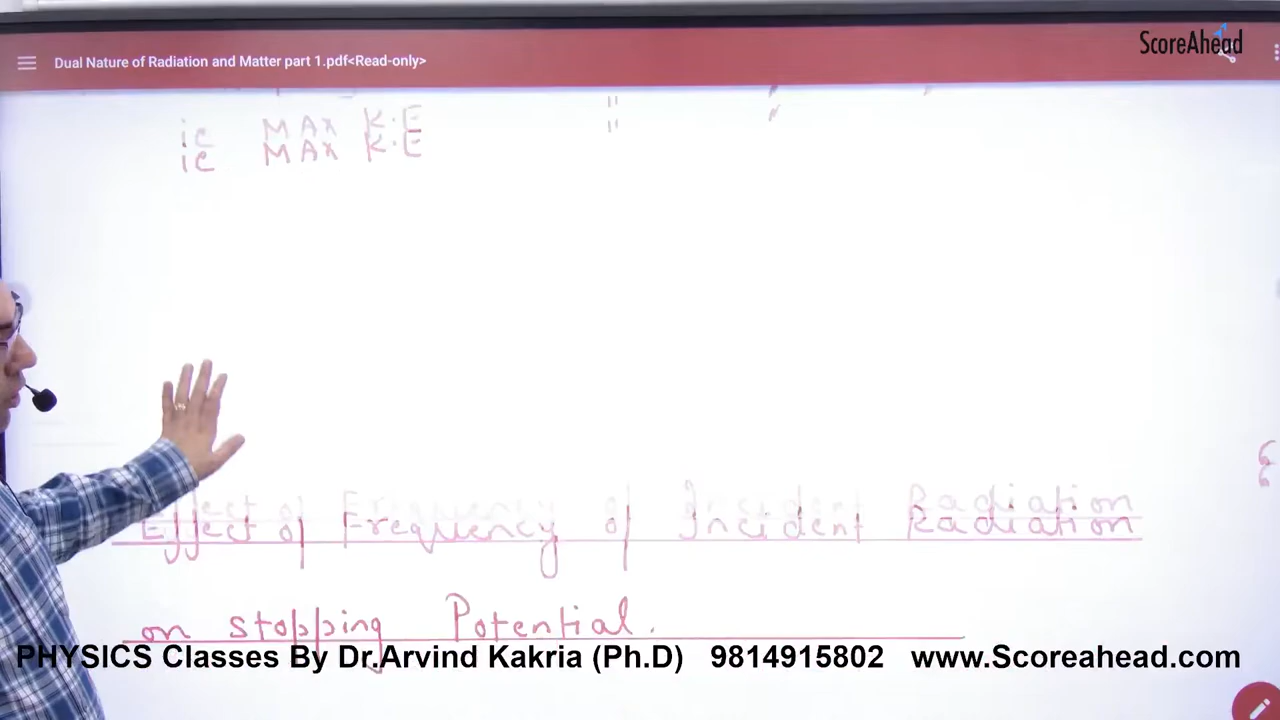 ScoreAhead
Dual Nature of Radiation and Matter part 1.pdf<Read-only>
ie MAx K.E "
Effect of Frequency of Incident Radiation
on stopping Potential.
PHYSICS Classes By Dr.Arvind Kakria (Ph.D) 9814915802 www.Scoreahead.com